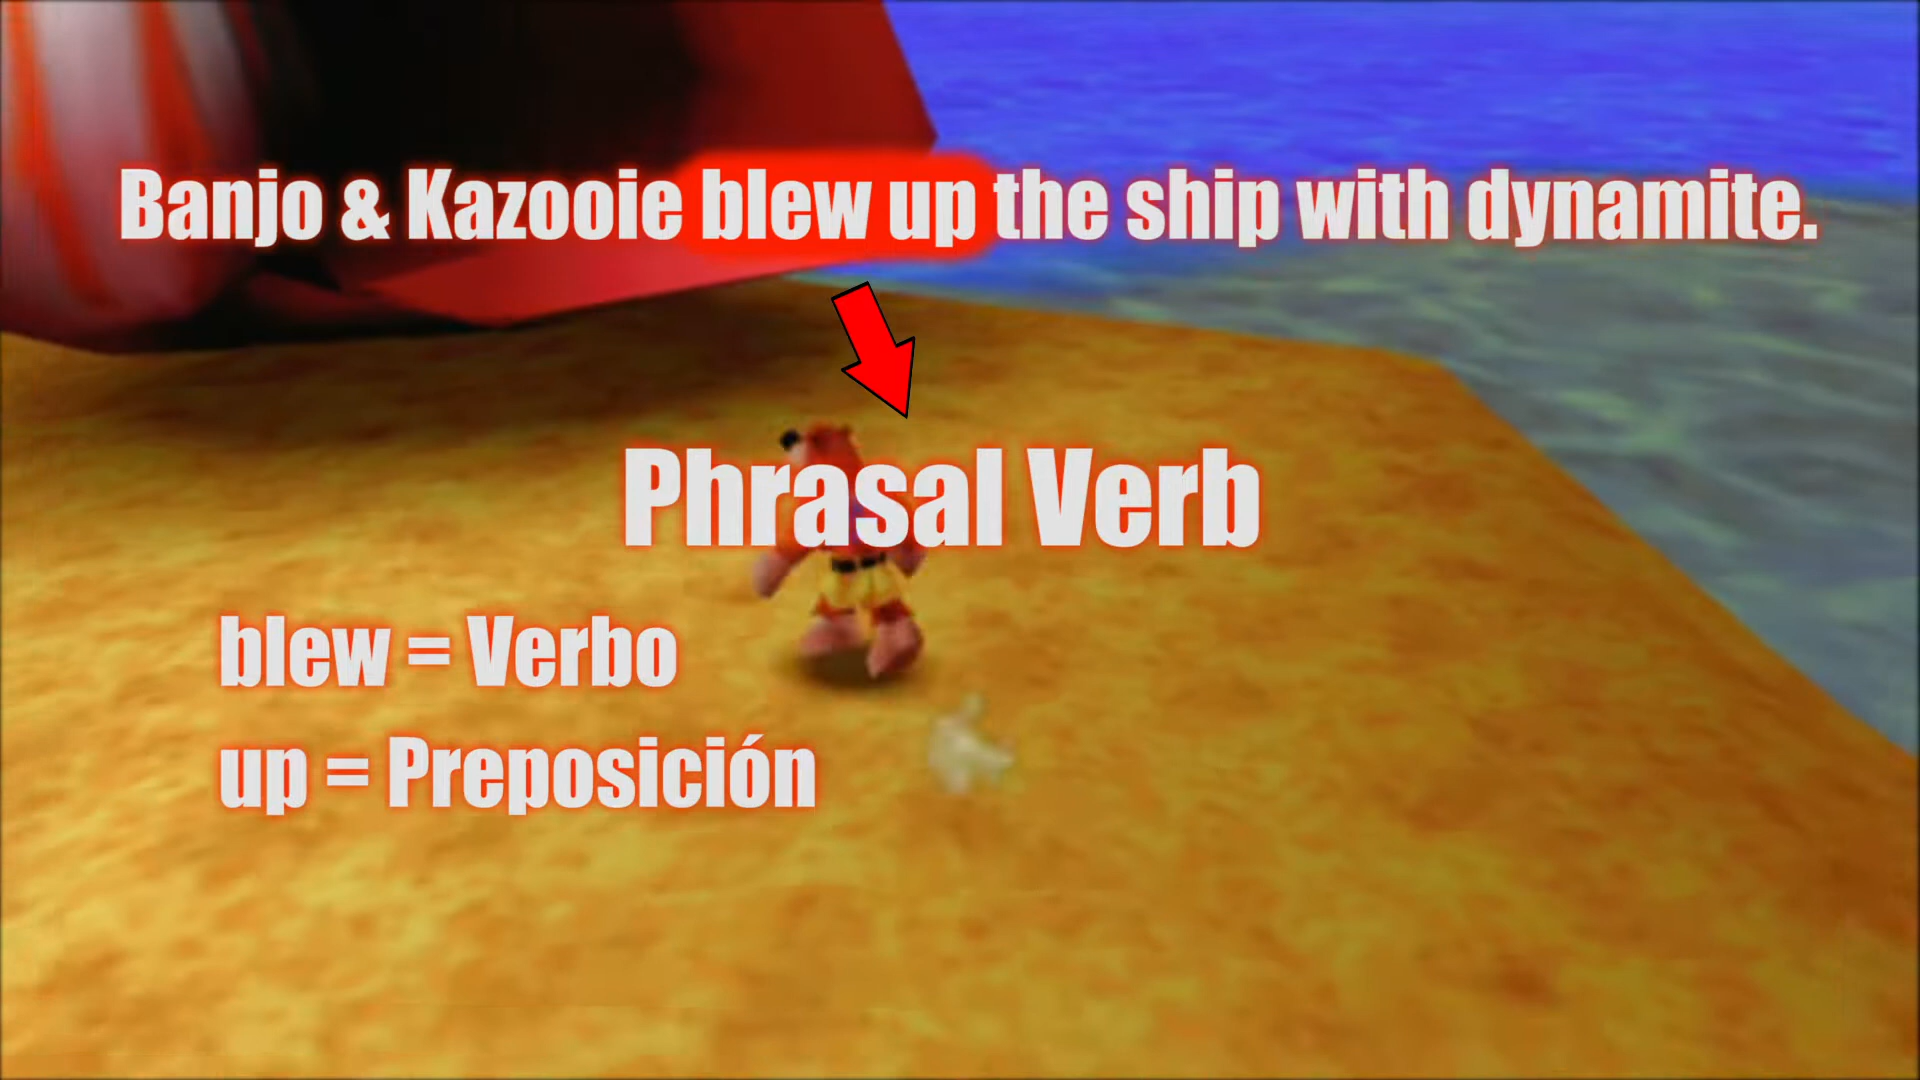 Banjo & Kazooie blew up the ship with dynamite.
Phrasal Verb
blew = Verbo
up = Preposición